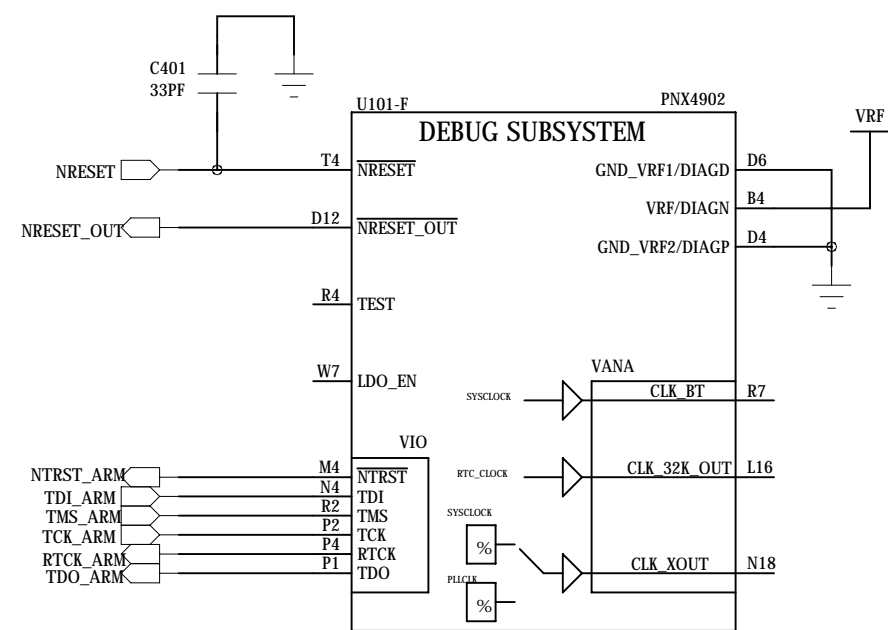 C401
33PF
U101-F
PNX4902
VRF
DEBUG SUBSYSTEM
NRESET
T4
NRESET
GND_VRF1/DIAGD
D6
VRF/DIAGN
B4
NRESET_OUT
D12
NRESET_OUT
GND_VRF2/DIAGP
D4
R4
TEST
W7
LDO_EN
VANA
SYSCLOCK
CLK_BT
R7
VIO
NTRST_ARM
M4
NTRST
RTC_CLOCK
CLK_32K_OUT
L16
TDI_ARM
N4
TDI
TMS_ARM
R2
TMS
SYSCLOCK
TCK_ARM
P2
TCK
%
RTCK_ARM
P4
RTCK
TDO_ARM
P1
TDO
CLK_XOUT
N18
PLLCLK
%